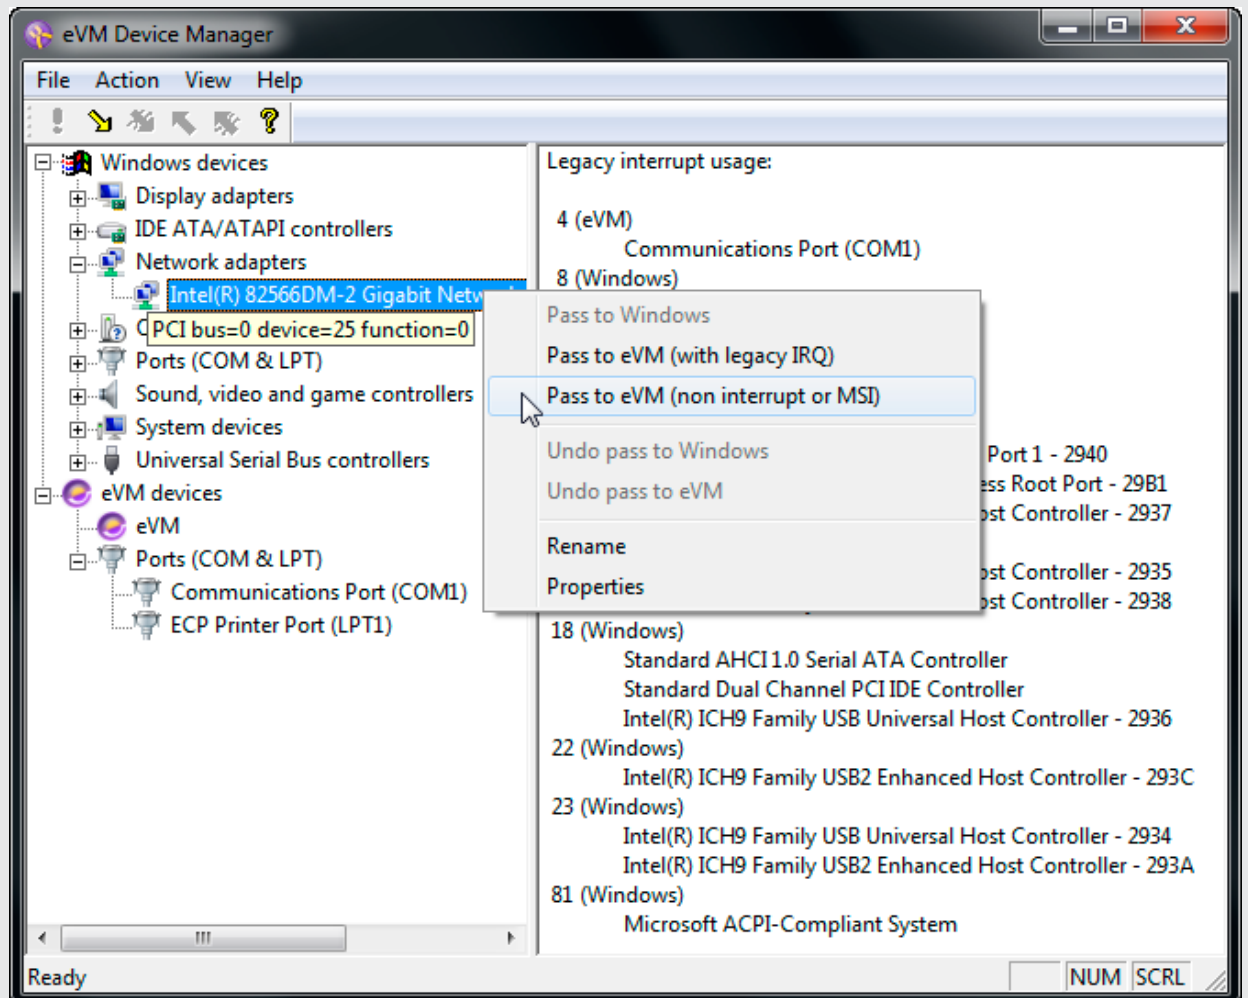 eVM Device Manager
File Action View Help
Windows devices
Display adapters
IDE ATA/ATAPI controllers
Network adapters
Intel(R) 82566DM-2 Gigabit
PCI bus=0 device=25 function=0
Ports (COM & LPT)
Sound, video and game controllers
System devices
Universal Serial Bus controllers
eVM devices
eVM
Ports (COM & LPT)
Communications Port (COM1)
ECP Printer Port (LPT1)
Legacy interrupt usage:
4 (eVM)
Communications Port (COM1)
8 (Windows)
Pass to Windows
Pass to eVM (with legacy IRQ)
Pass to eVM (non interrupt or MSI)
Undo pass to Windows
Undo pass to eVM
Rename
Properties
Port 1 - 2940
Root Port - 29B1
Controller - 2937
Controller - 2935
Controller - 2938
18 (Windows)
Standard AHCI 1.0 Serial ATA Controller
Standard Dual Channel PCI IDE Controller
Intel(R) ICH9 Family USB Universal Host Controller - 2936
22 (Windows)
Intel(R) ICH9 Family USB2 Enhanced Host Controller - 293C
23 (Windows)
Intel(R) ICH9 Family USB Universal Host Controller - 2934
Intel(R) ICH9 Family USB2 Enhanced Host Controller - 293A
81 (Windows)
Microsoft ACPI-Compliant System
Ready
NUM SCRL